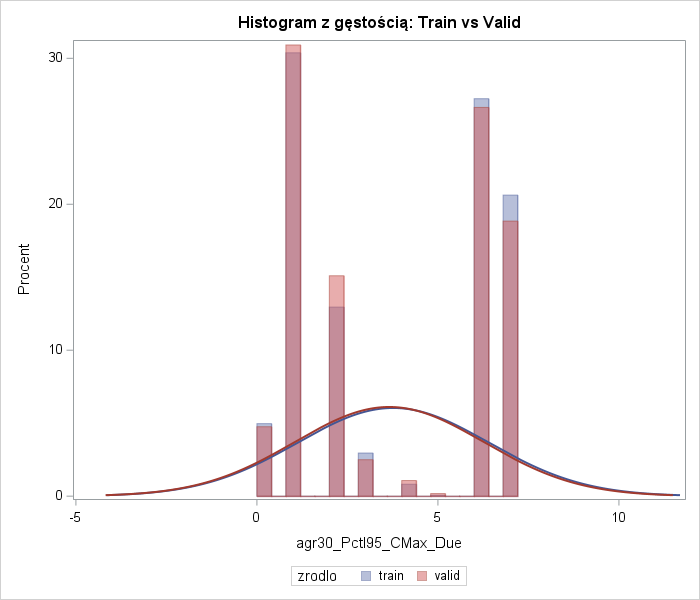 Histogram z gęstością: Train vs Valid
30
20
10
0
Procent
-5
0
5
10
agr30_Pctl95_CMax_Due
zrodlo train valid